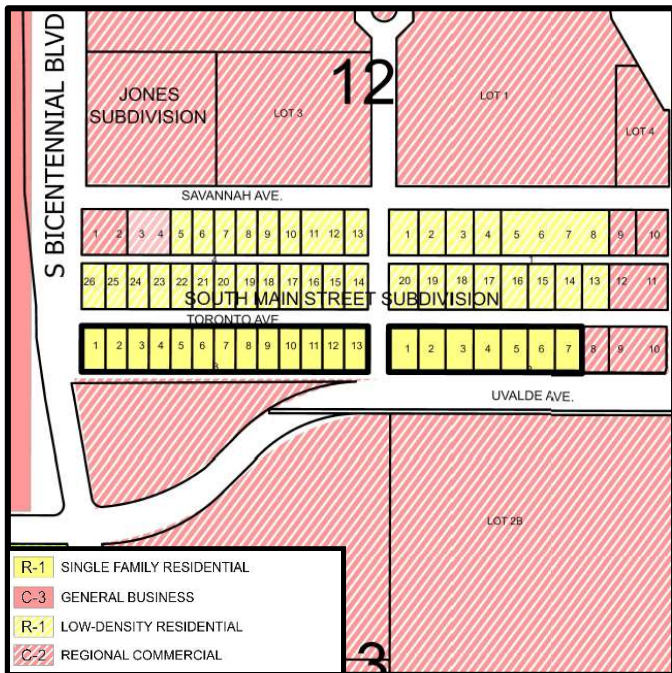 S BICENTENNIAL BLVD
12
JONES
SUBDIVISION
LOT 3
LOT 1
LOT 4
SAVANNAH AVE.
1 2 3 4 5 6 7 8 9 10 11 12 13
1 2 3 4 5 6 7 8 9 10
26 25 24 23 22 21 20 19 18 17 16 15 14
20 19 18 17 16 15 14 13 12 11
SOUTH MAIN STREET SUBDIVISION
TORONTO AVE
1 2 3 4 5 6 7 8 9 10 11 12 13
1 2 3 4 5 6 7 8 9 10
UVALDE AVE.
LOT 2B
3
R-1 SINGLE FAMILY RESIDENTIAL
C-3 GENERAL BUSINESS
R-1 LOW-DENSITY RESIDENTIAL
C-2 REGIONAL COMMERCIAL